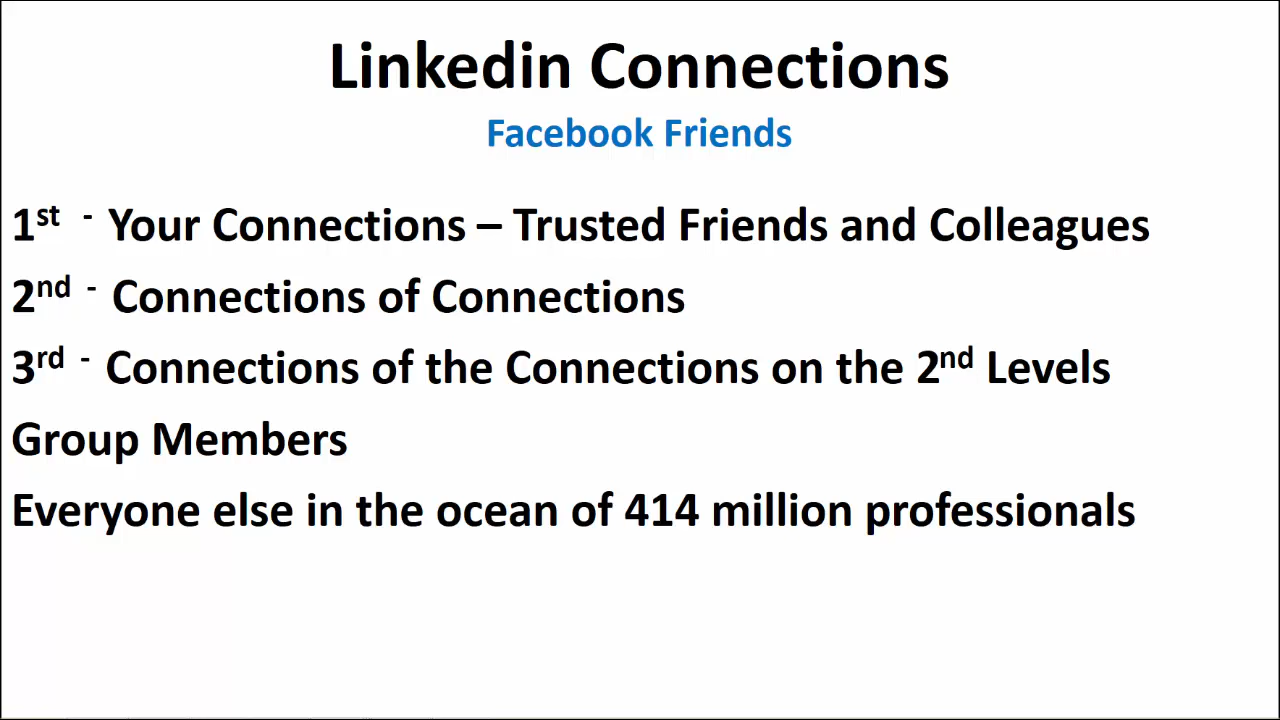 Linkedin Connections
Facebook Friends
1st - Your Connections – Trusted Friends and Colleagues
2nd - Connections of Connections
3rd - Connections of the Connections on the 2nd Levels
Group Members
Everyone else in the ocean of 414 million professionals